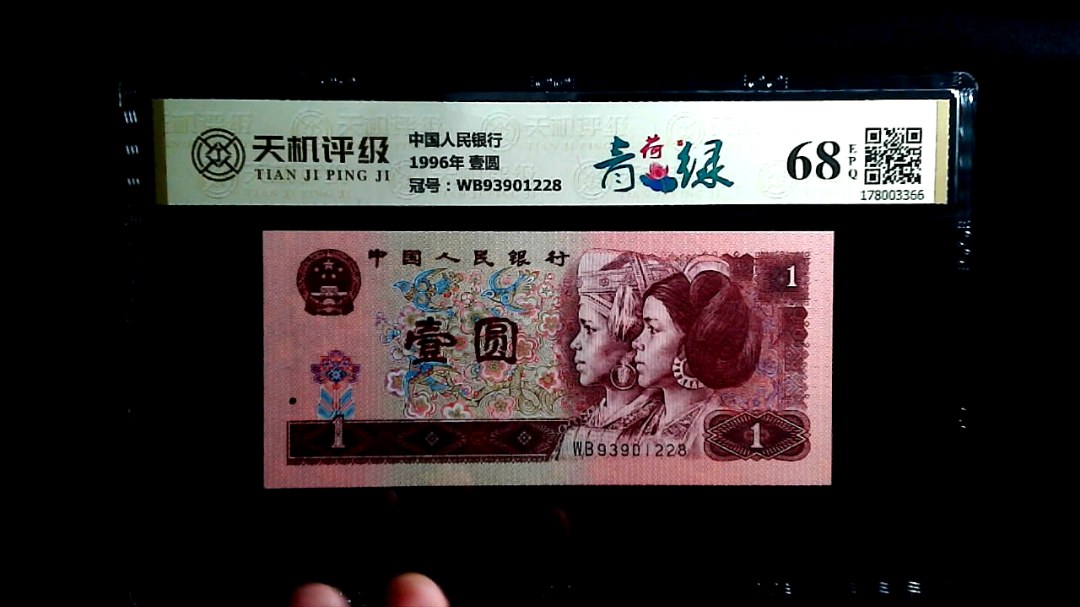 天机评级
TIAN JI PING JI
中国人民银行
1996年 壹圆
冠号：WB93901228
青荷绿
68
EPQ
178003366
中国人民银行
1
壹圆
1
WB93901228
1